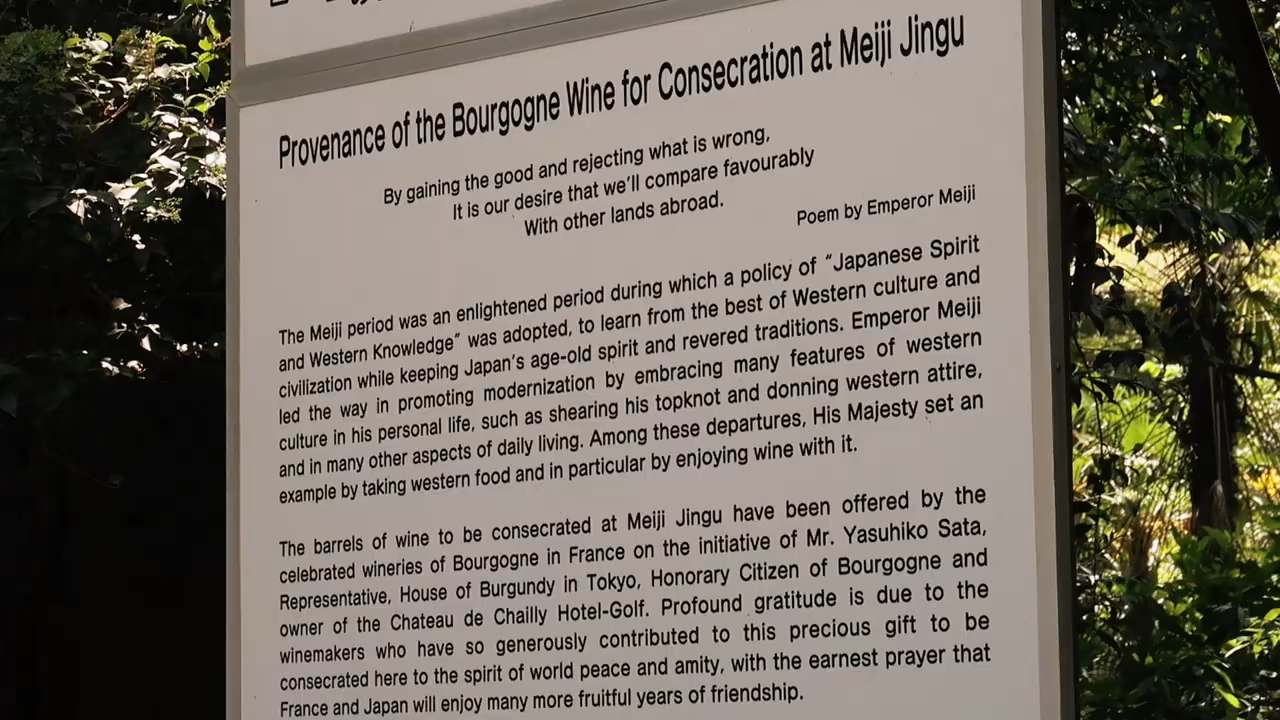 Provenance of the Bourgogne Wine for Consecration at Meiji Jingu
By gaining the good and rejecting what is wrong,
It is our desire that we'll compare favourably
With other lands abroad.
Poem by Emperor Meiji
The Meiji period was an enlightened period during which a policy of "Japanese Spirit
and Western Knowledge" was adopted, to learn from the best of Western culture and
civilization while keeping Japan's age-old spirit and revered traditions. Emperor Meiji
led the way in promoting modernization by embracing many features of western
culture in his personal life, such as shearing his topknot and donning western attire,
and in many other aspects of daily living. Among these departures, His Majesty set an
example by taking western food and in particular by enjoying wine with it.
The barrels of wine to be consecrated at Meiji Jingu have been offered by the
celebrated wineries of Bourgogne in France on the initiative of Mr. Yasuhiko Sata,
Representative, House of Burgundy in Tokyo, Honorary Citizen of Bourgogne and
owner of the Chateau de Chailly Hotel-Golf. Profound gratitude is due to the
winemakers who have so generously contributed to this precious gift to be
consecrated here to the spirit of world peace and amity, with the earnest prayer that
France and Japan will enjoy many more fruitful years of friendship.